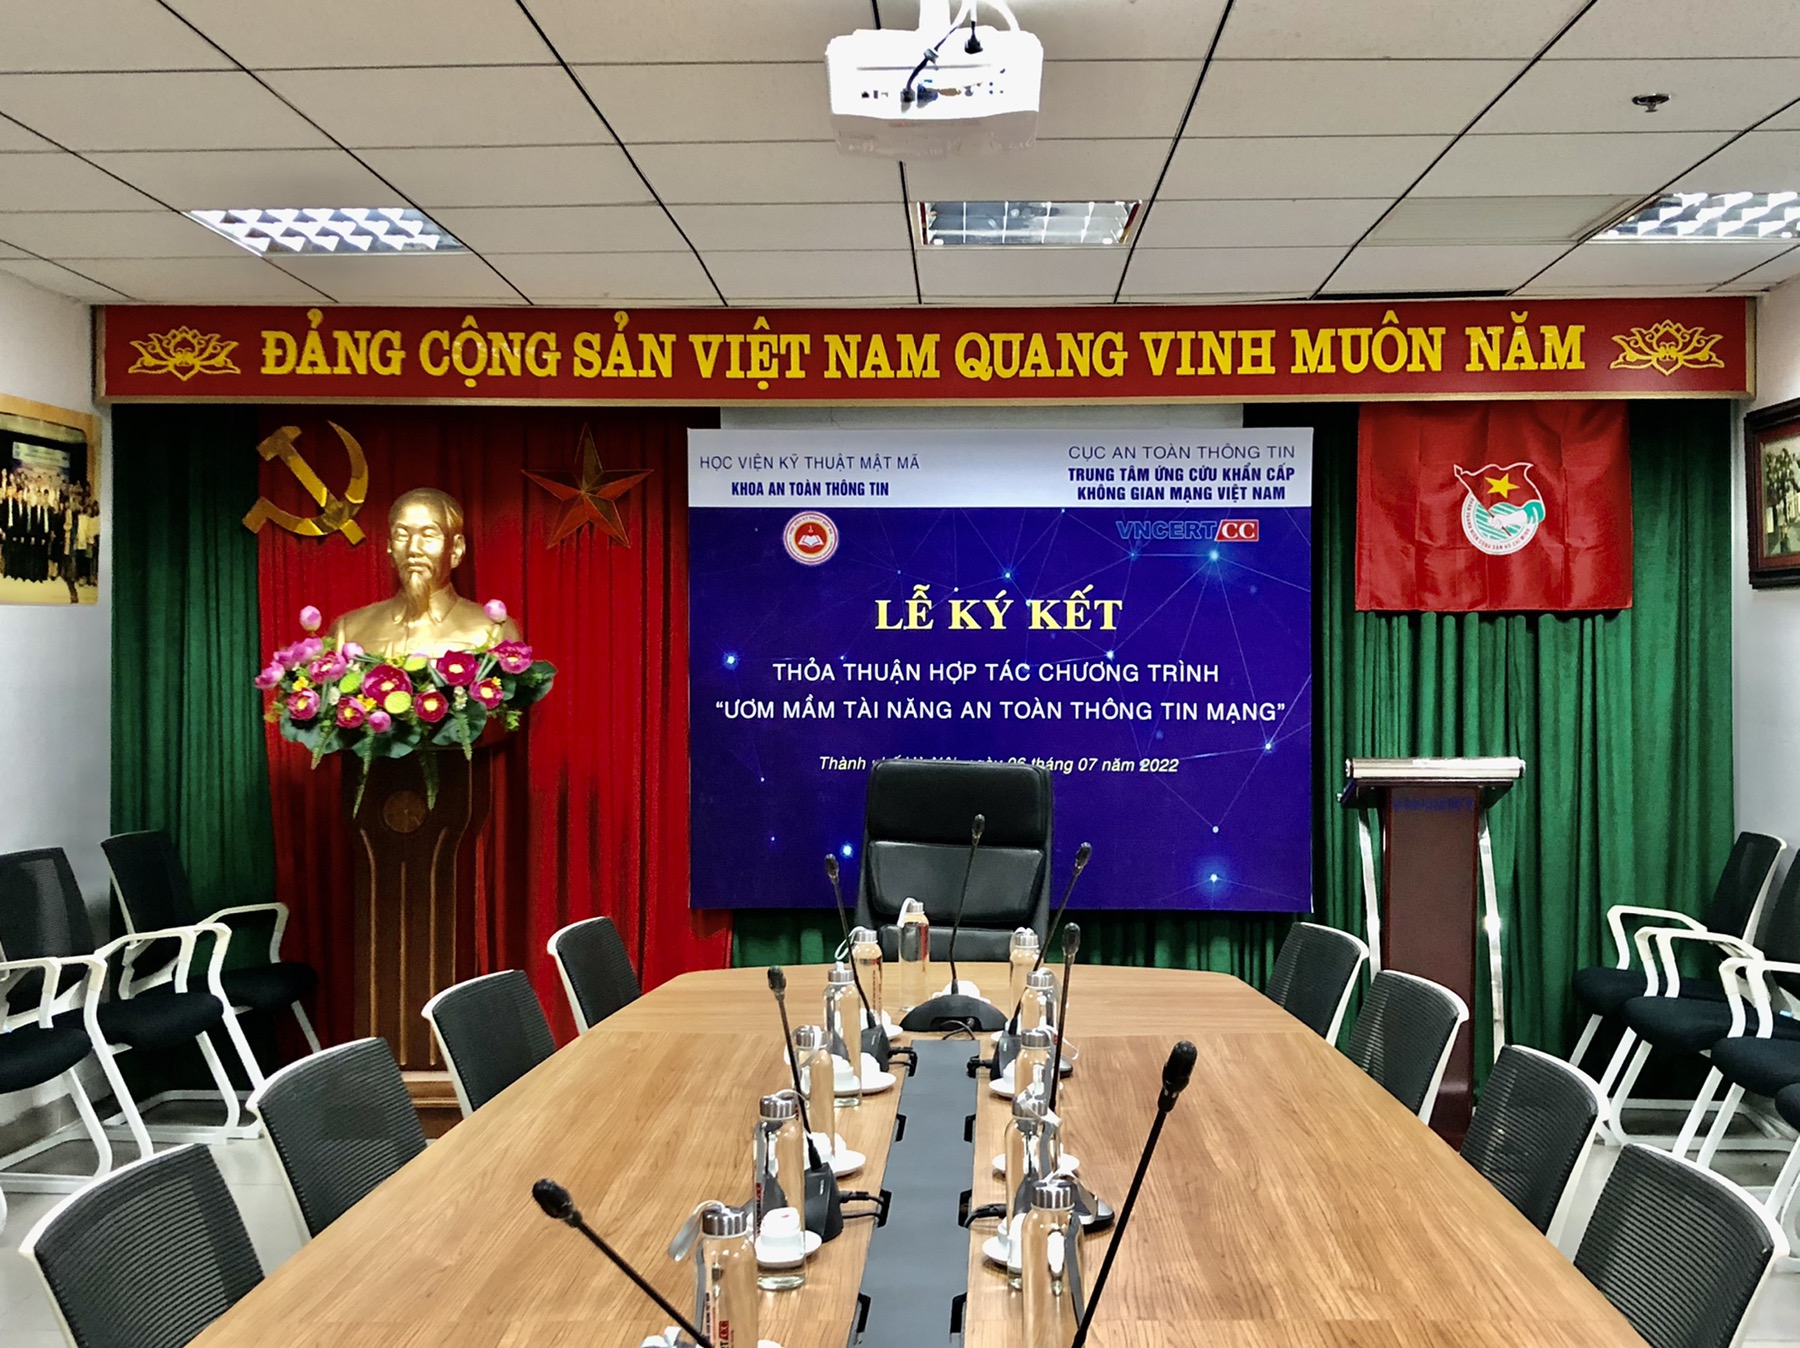 ĐẢNG CỘNG SẢN VIỆT NAM QUANG VINH MUÔN NĂM
HỌC VIỆN KỸ THUẬT MẬT MÃ
KHOA AN TOÀN THÔNG TIN
CỤC AN TOÀN THÔNG TIN
TRUNG TÂM ỨNG CỨU KHẨN CẤP
KHÔNG GIAN MẠNG VIỆT NAM
VNCERT/CC
LỄ KÝ KẾT
THỎA THUẬN HỢP TÁC CHƯƠNG TRÌNH
“ƯƠM MẦM TÀI NĂNG AN TOÀN THÔNG TIN MẠNG”
Thành ngày 06 tháng 07 năm 2022